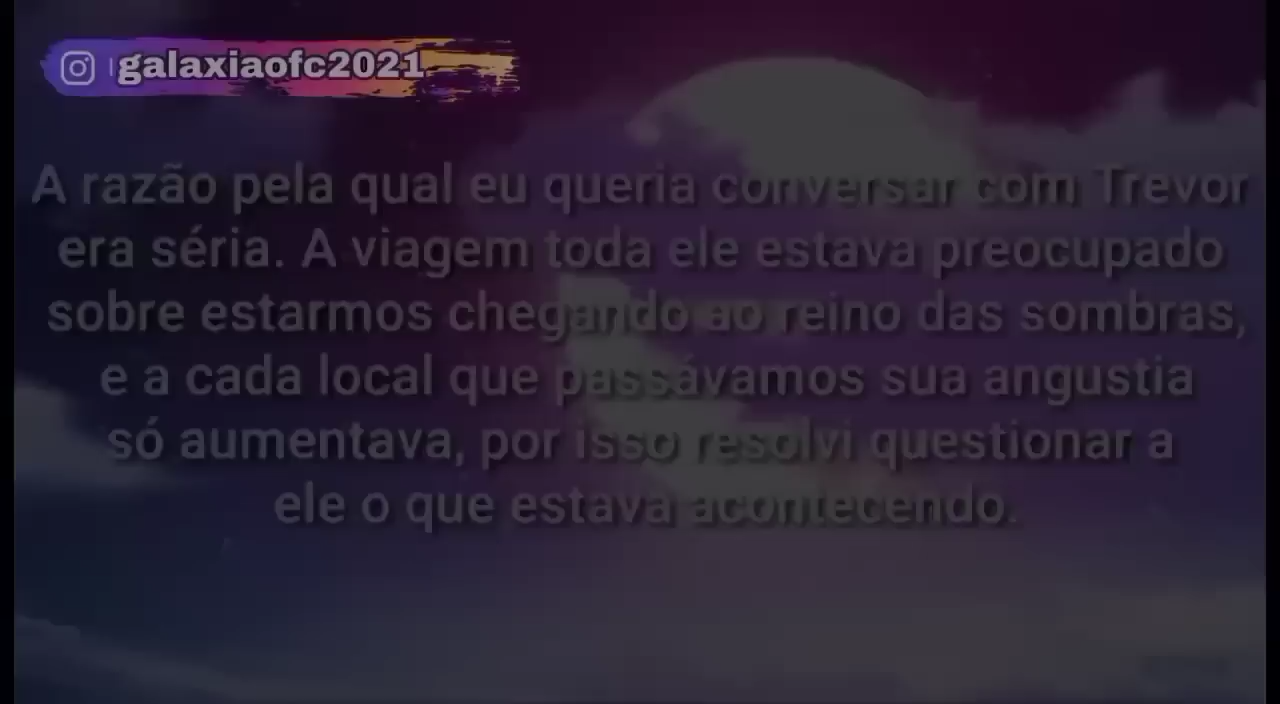 galaxiaofc2021
A razão pela qual eu queria conversar com Trevor
era séria. A viagem toda ele estava preocupado
sobre estarmos chegando ao reino das sombras,
e a cada local que passávamos sua angustia
só aumentava, por isso resolvi questionar a
ele o que estava acontecendo.